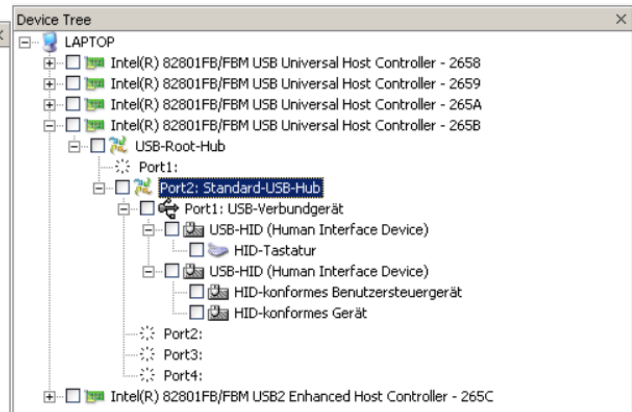 Device Tree
LAPTOP
Intel(R) 82801FB/FBM USB Universal Host Controller - 2658
Intel(R) 82801FB/FBM USB Universal Host Controller - 2659
Intel(R) 82801FB/FBM USB Universal Host Controller - 265A
Intel(R) 82801FB/FBM USB Universal Host Controller - 265B
USB-Root-Hub
Port1:
Port2: Standard-USB-Hub
Port1: USB-Verbundgerät
USB-HID (Human Interface Device)
HID-Tastatur
USB-HID (Human Interface Device)
HID-konformes Benutzersteuergerät
HID-konformes Gerät
Port2:
Port3:
Port4:
Intel(R) 82801FB/FBM USB2 Enhanced Host Controller - 265C